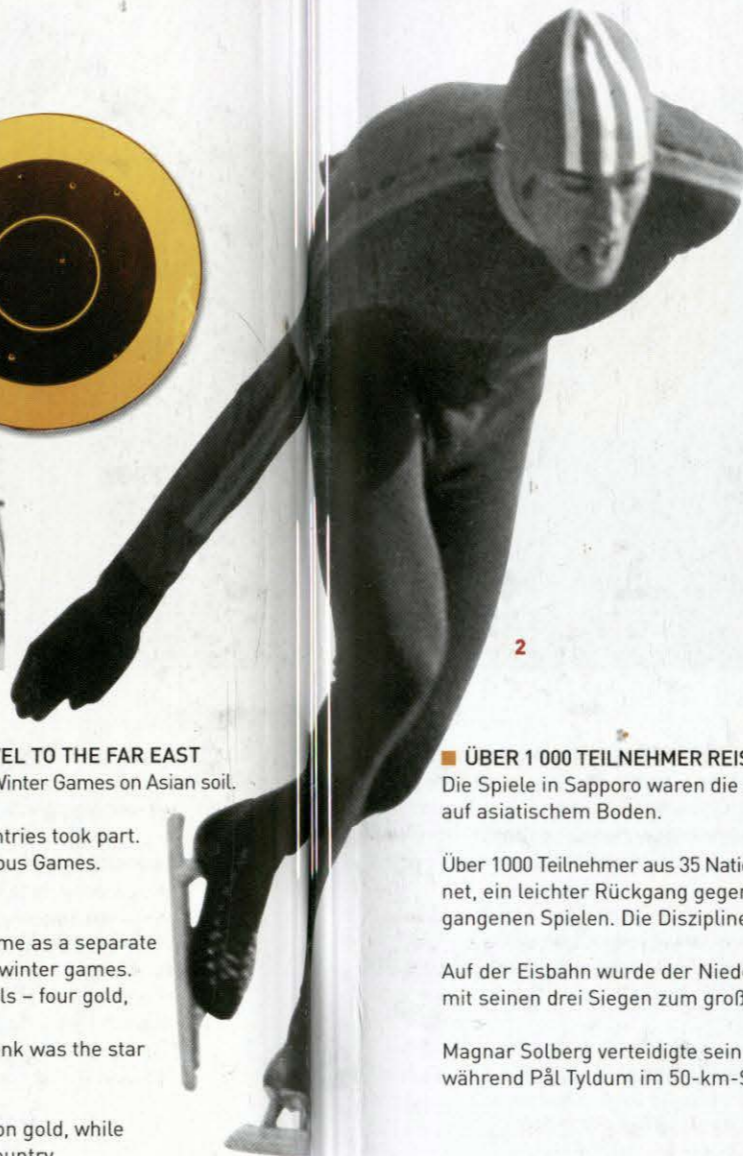 EL TO THE FAR EAST
Winter Games on Asian soil.
ntries took part.
ous Games.
me as a separate
winter games.
ls – four gold,
nk was the star
on gold, while
ountry
2
■ ÜBER 1 000 TEILNEHMER REIS
Die Spiele in Sapporo waren die
auf asiatischem Boden.
Über 1000 Teilnehmer aus 35 Natio
net, ein leichter Rückgang gegen
gangenen Spielen. Die Diszipline
Auf der Eisbahn wurde der Niede
mit seinen drei Siegen zum groß
Magnar Solberg verteidigte sein
während Pål Tyldum im 50-km-S